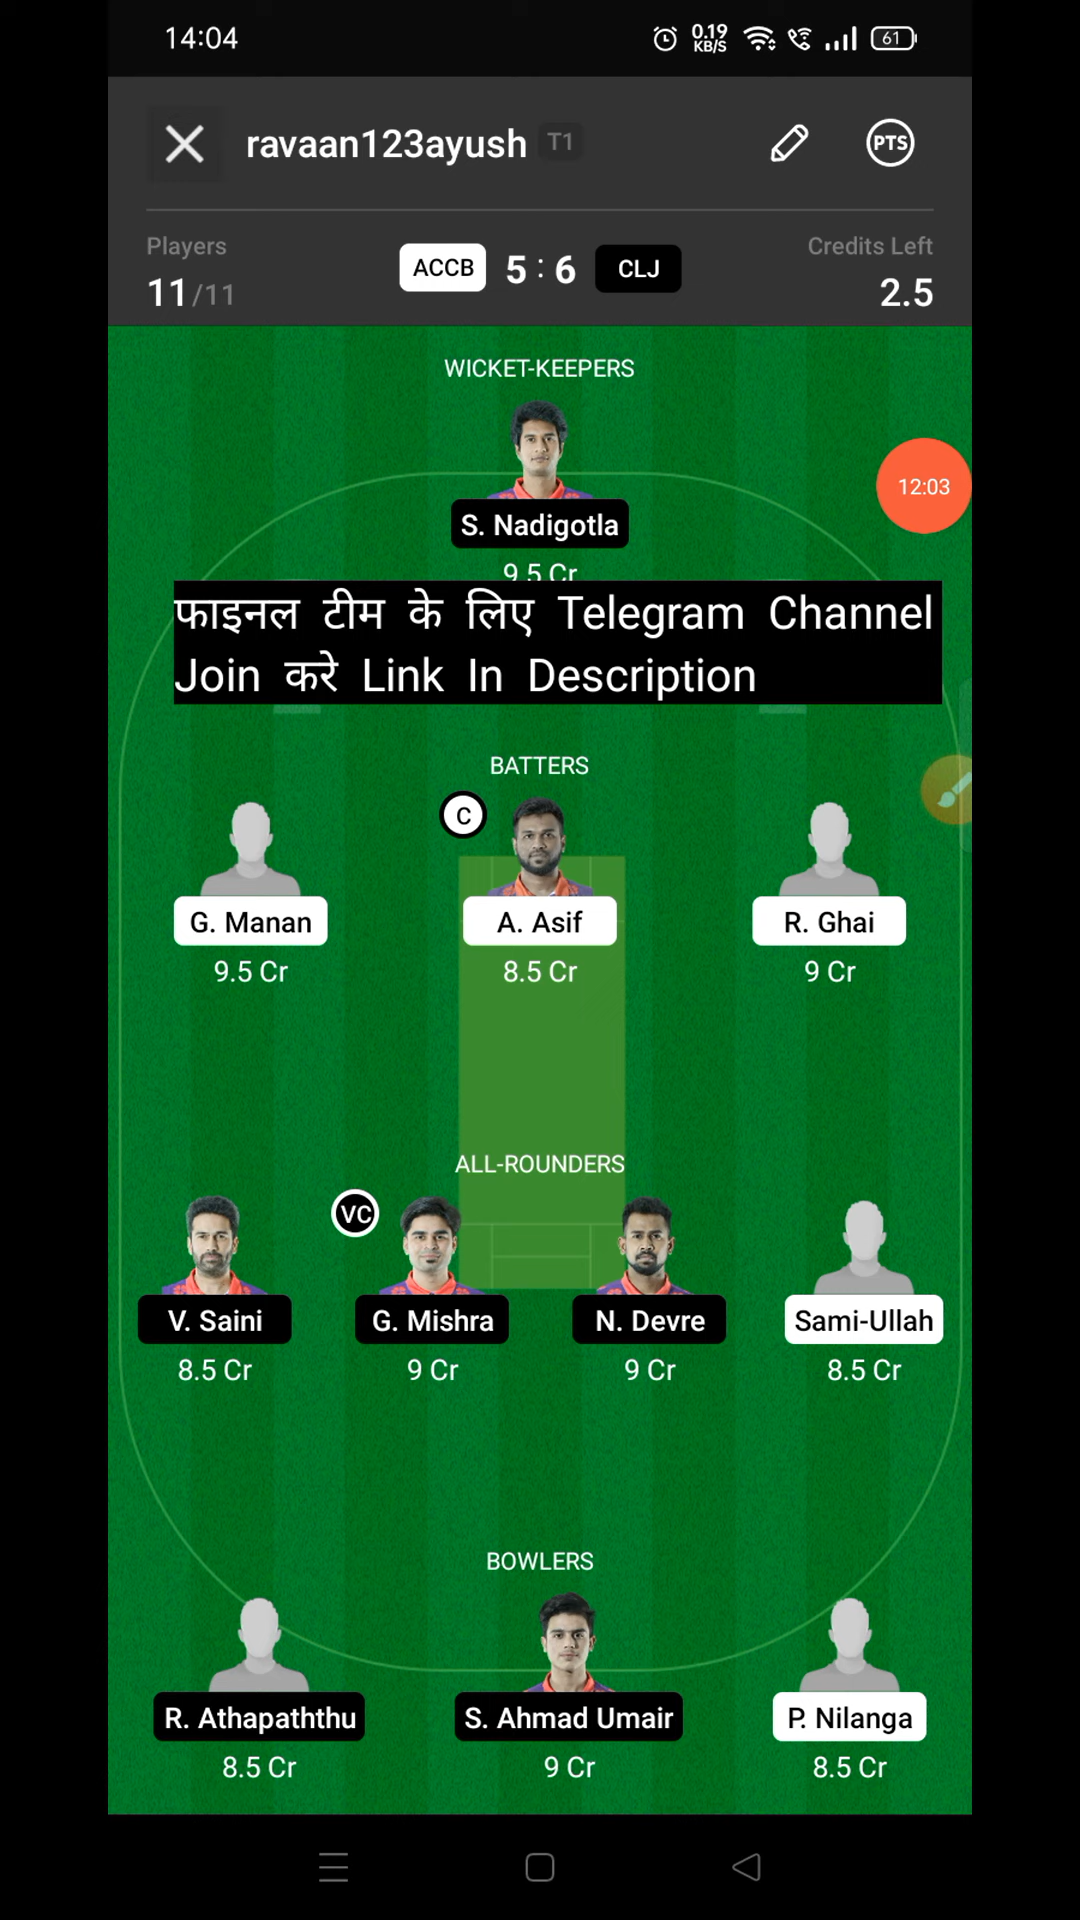 14:04 0.19 KB/S 61
ravaan123ayush T1 PTS
Players Credits Left
ACCB 5 : 6 CLJ
11/11 2.5
WICKET-KEEPERS
12:03
S. Nadigotla
9.5 Cr
फाइनल टीम के लिए Telegram Channel
Join करे Link In Description
BATTERS
C
G. Manan A. Asif R. Ghai
9.5 Cr 8.5 Cr 9 Cr
ALL-ROUNDERS
VC
V. Saini G. Mishra N. Devre Sami-Ullah
8.5 Cr 9 Cr 9 Cr 8.5 Cr
BOWLERS
R. Athapaththu S. Ahmad Umair P. Nilanga
8.5 Cr 9 Cr 8.5 Cr